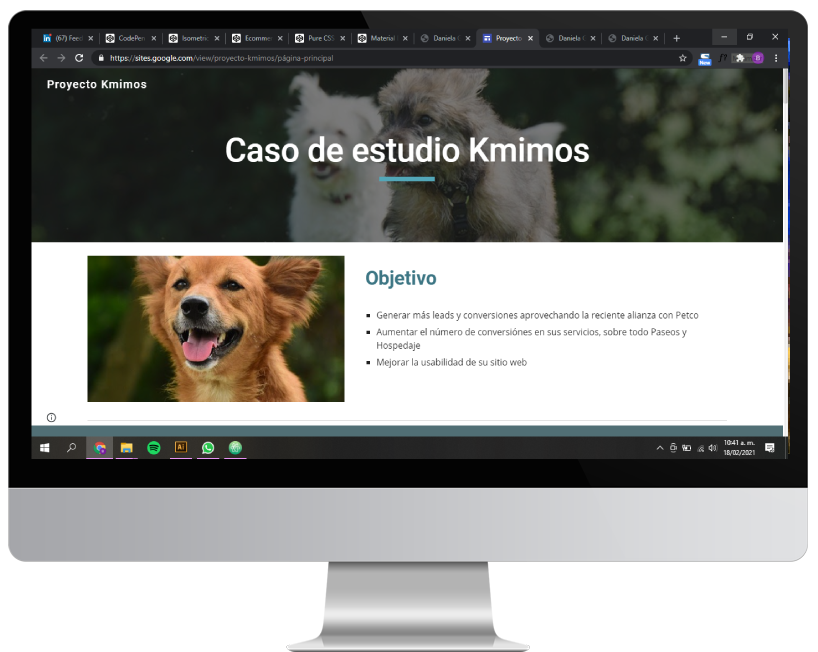 (67) Feed
CodePen
Isometric
Ecommer
Pure CSS
Material
Daniela
Proyecto
Daniela
Daniela
https://sites.google.com/view/proyecto-kmimos/página-principal
New
f?
B
Proyecto Kmimos
Caso de estudio Kmimos
Objetivo
Generar más leads y conversiones aprovechando la reciente alianza con Petco
Aumentar el número de conversiónes en sus servicios, sobre todo Paseos y
Hospedaje
Mejorar la usabilidad de su sitio web
Ai
10:41 a. m.
18/02/2021